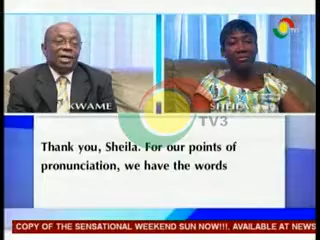 KWAME
SHEILA
TV3
Thank you, Sheila. For our points of
pronunciation, we have the words
COPY OF THE SENSATIONAL WEEKEND SUN NOW!!!. AVAILABLE AT NEWS